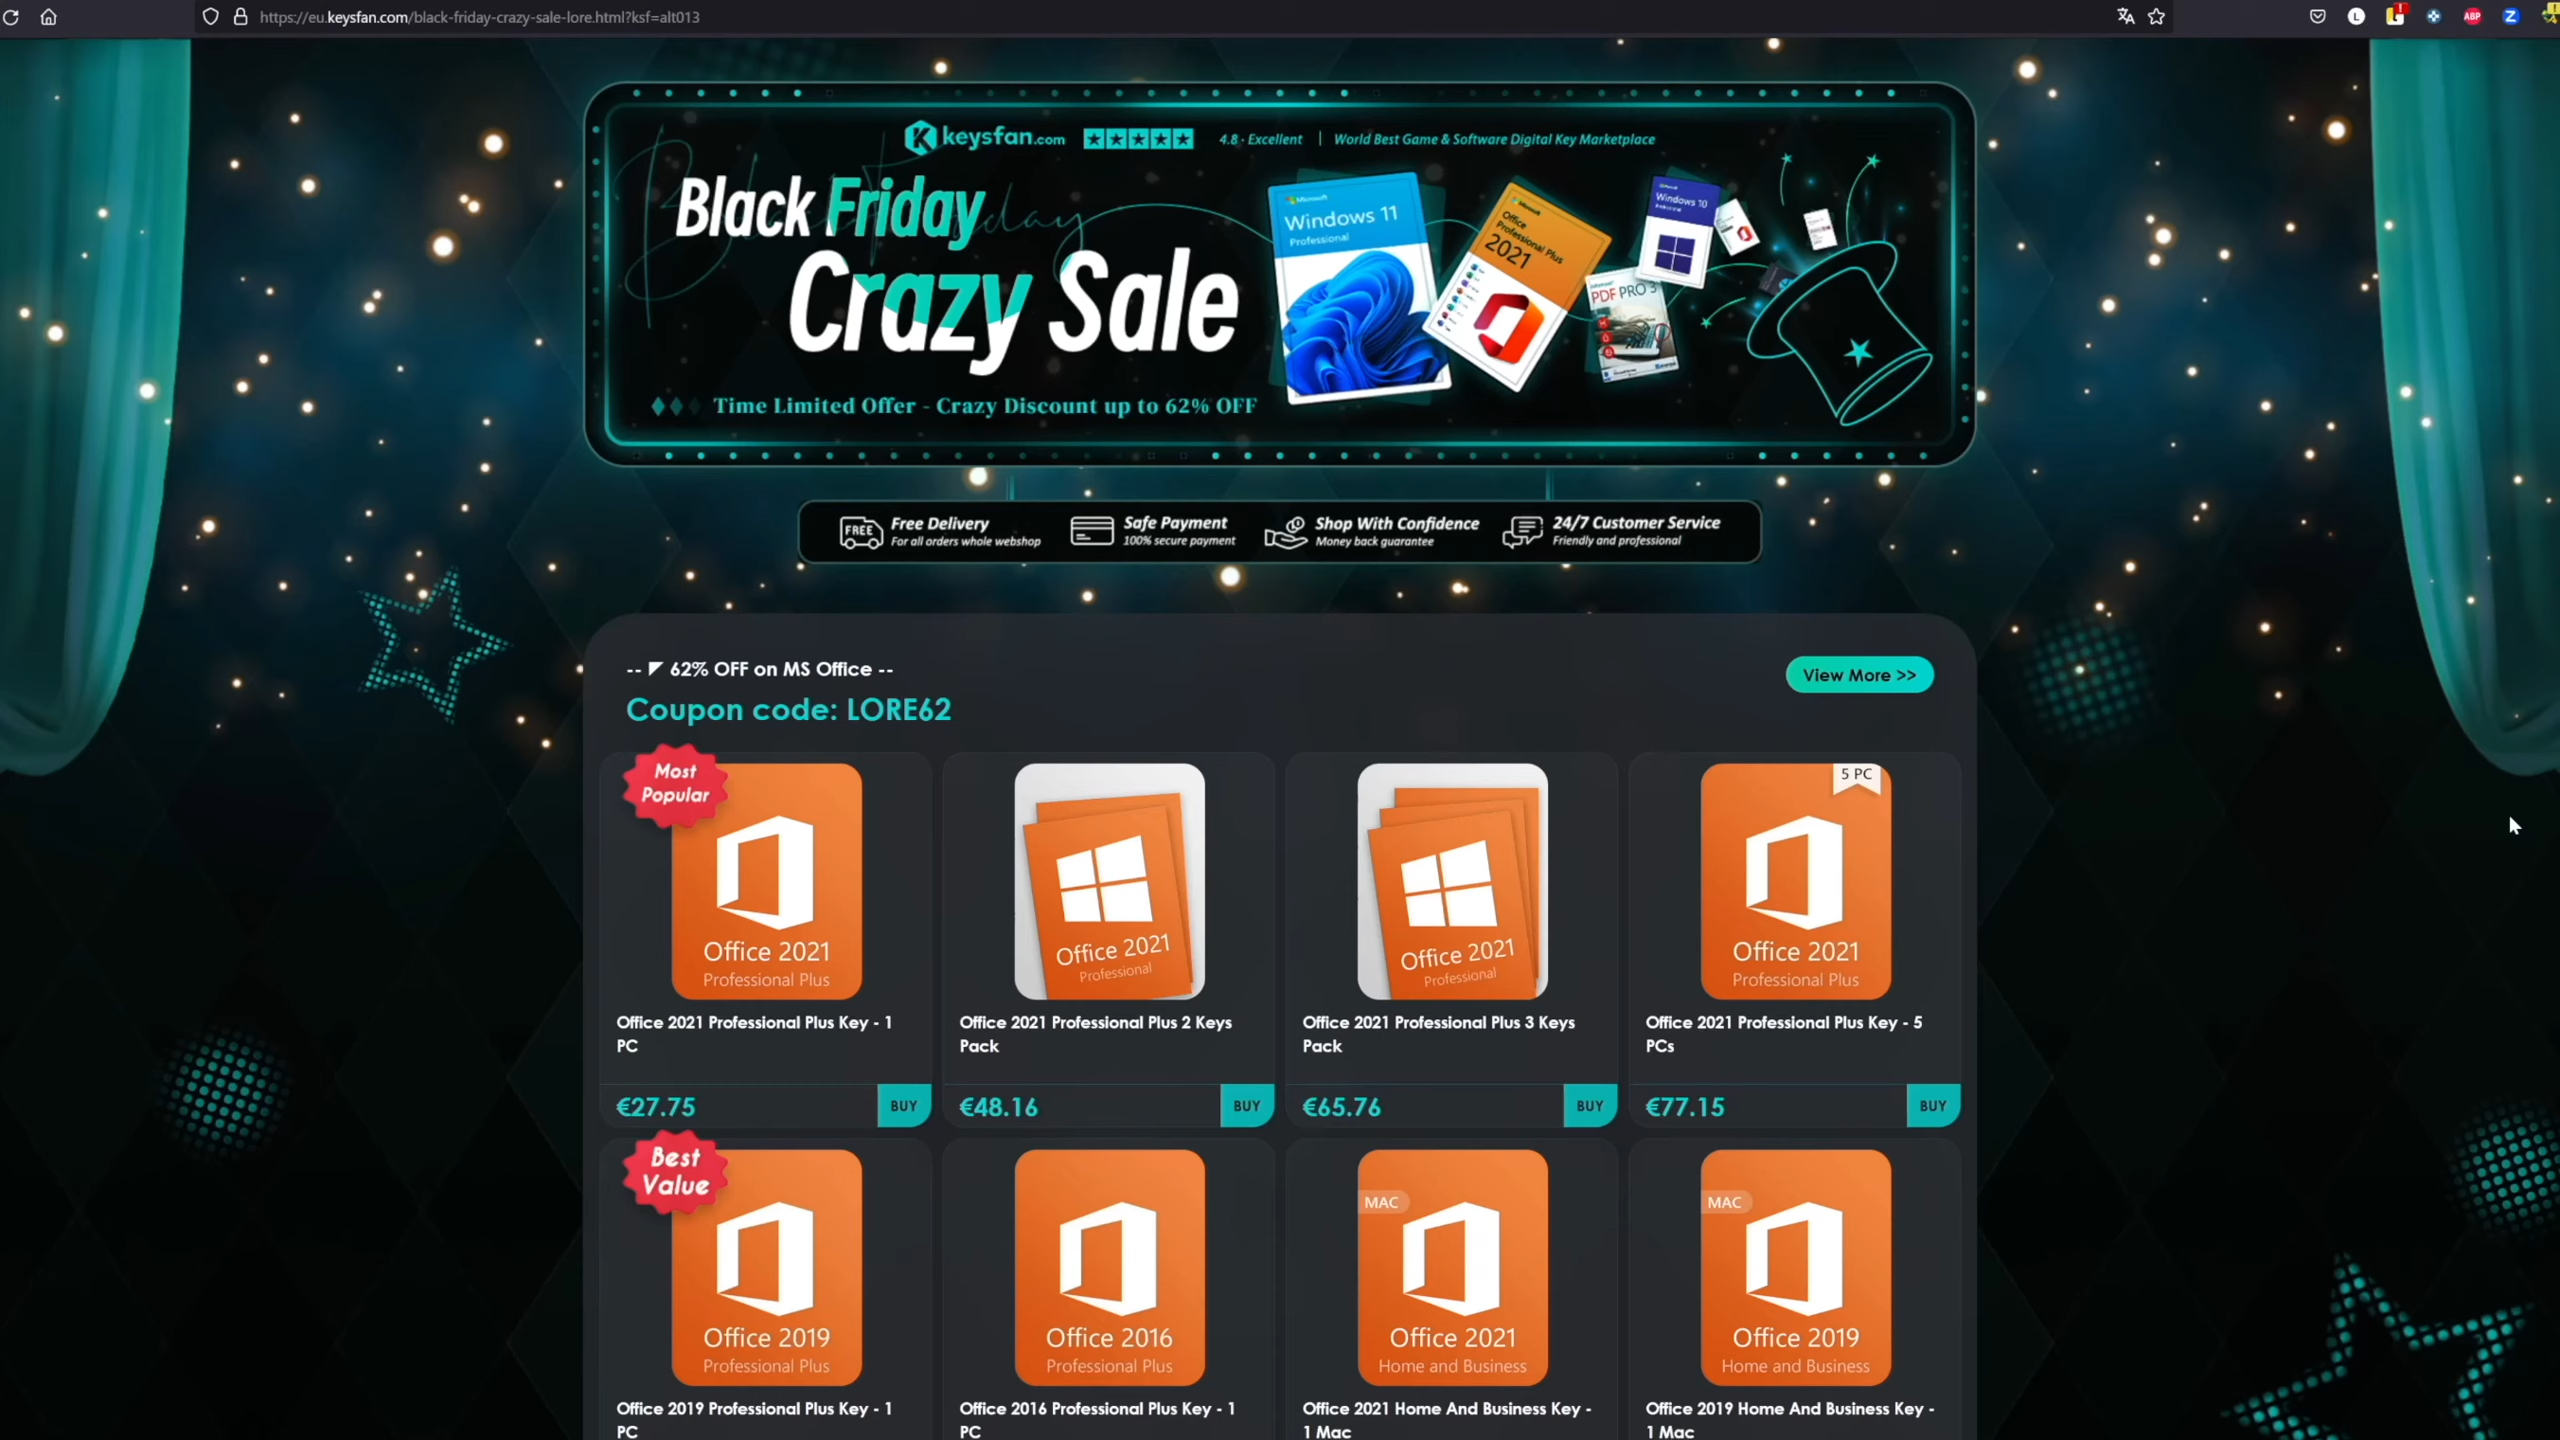 https://eu.keysfan.com/black-friday-crazy-sale-lore.html?ksf=alt013
keysfan.com 4.8 · Excellent | World Best Game & Software Digital Key Marketplace
Black Friday
Crazy Sale
Time Limited Offer - Crazy Discount up to 62% OFF
Microsoft
Windows 11
Professional
Microsoft
Office
Professional Plus
2021
Windows 10
PDF PRO 3
FREE
Free Delivery
For all orders whole webshop
Safe Payment
100% secure payment
Shop With Confidence
Money back guarantee
24/7 Customer Service
Friendly and professional
-- 62% OFF on MS Office --
View More >>
Coupon code: LORE62
Most
Popular
Office 2021
Professional Plus
Office 2021
Professional
Office 2021
Professional
5 PC
Office 2021
Professional Plus
Office 2021 Professional Plus Key - 1
PC
Office 2021 Professional Plus 2 Keys
Pack
Office 2021 Professional Plus 3 Keys
Pack
Office 2021 Professional Plus Key - 5
PCs
€27.75 BUY
€48.16 BUY
€65.76 BUY
€77.15 BUY
Best
Value
Office 2019
Professional Plus
Office 2016
Professional Plus
MAC
Office 2021
Home and Business
MAC
Office 2019
Home and Business
Office 2019 Professional Plus Key - 1
PC
Office 2016 Professional Plus Key - 1
PC
Office 2021 Home And Business Key -
1 Mac
Office 2019 Home And Business Key -
1 Mac